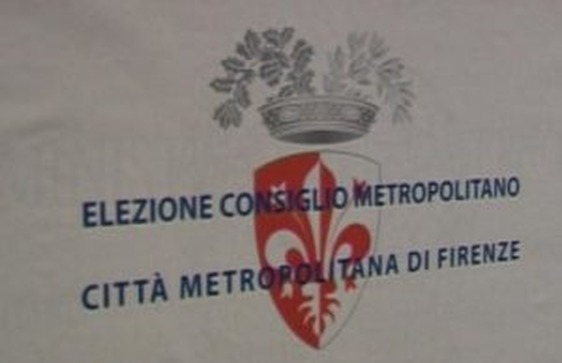 ELEZIONE CONSIGLIO METROPOLITANO
CITTÀ METROPOLITANA DI FIRENZE